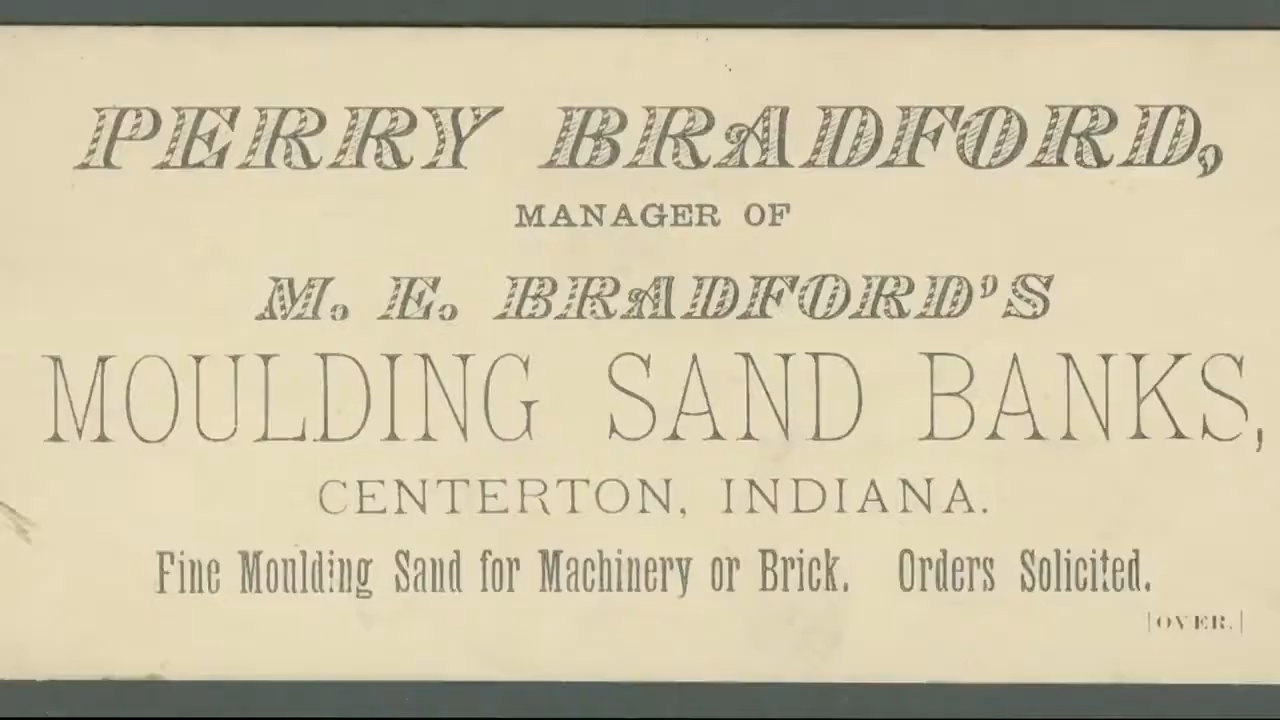 PERRY BRADFORD,
MANAGER OF
M. E. BRADFORD'S
MOULDING SAND BANKS,
CENTERTON, INDIANA.
Fine Moulding Sand for Machinery or Brick. Orders Solicited.
[OVER.]